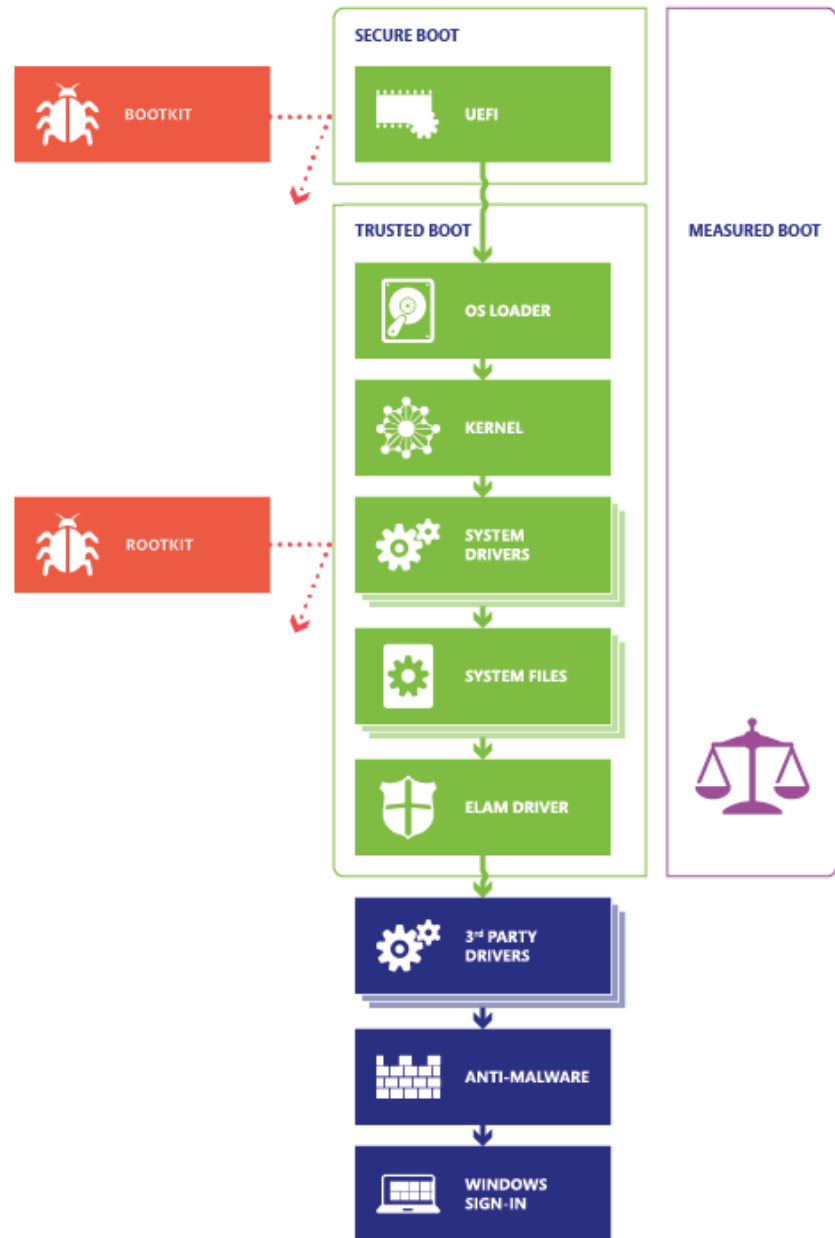 SECURE BOOT
BOOTKIT
UEFI
TRUSTED BOOT
MEASURED BOOT
OS LOADER
KERNEL
ROOTKIT
SYSTEM
DRIVERS
SYSTEM FILES
ELAM DRIVER
3rd PARTY
DRIVERS
ANTI-MALWARE
WINDOWS
SIGN-IN